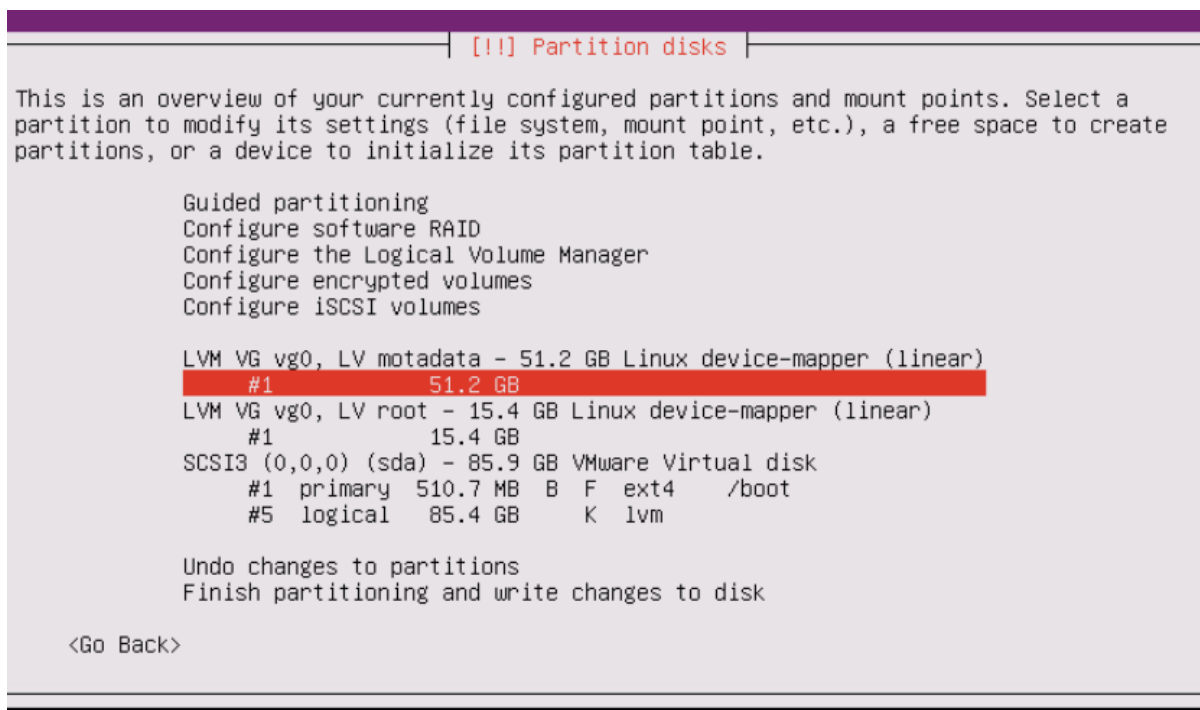 [!!] Partition disks
This is an overview of your currently configured partitions and mount points. Select a
partition to modify its settings (file system, mount point, etc.), a free space to create
partitions, or a device to initialize its partition table.
Guided partitioning
Configure software RAID
Configure the Logical Volume Manager
Configure encrypted volumes
Configure iSCSI volumes
LVM VG vg0, LV motadata - 51.2 GB Linux device-mapper (linear)
#1 51.2 GB
LVM VG vg0, LV root - 15.4 GB Linux device-mapper (linear)
#1 15.4 GB
SCSI3 (0,0,0) (sda) - 85.9 GB VMware Virtual disk
#1 primary 510.7 MB B F ext4 /boot
#5 logical 85.4 GB K lvm
Undo changes to partitions
Finish partitioning and write changes to disk
<Go Back>